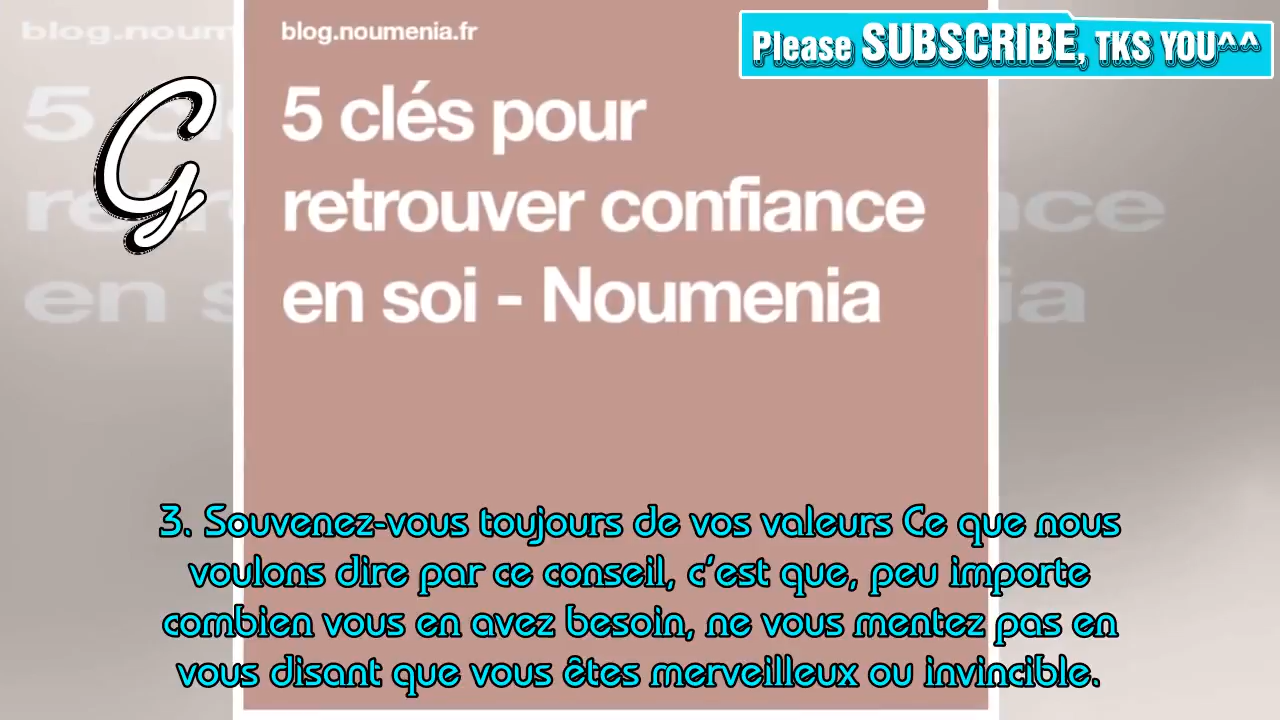 blog.noumenia.fr
Please SUBSCRIBE, TKS YOU^^
G
5 clés pour
retrouver confiance
en soi - Noumenia
3. Souvenez-vous toujours de vos valeurs Ce que nous
voulons dire par ce conseil, c'est que, peu importe
combien vous en avez besoin, ne vous mentez pas en
vous disant que vous êtes merveilleux ou invincible.